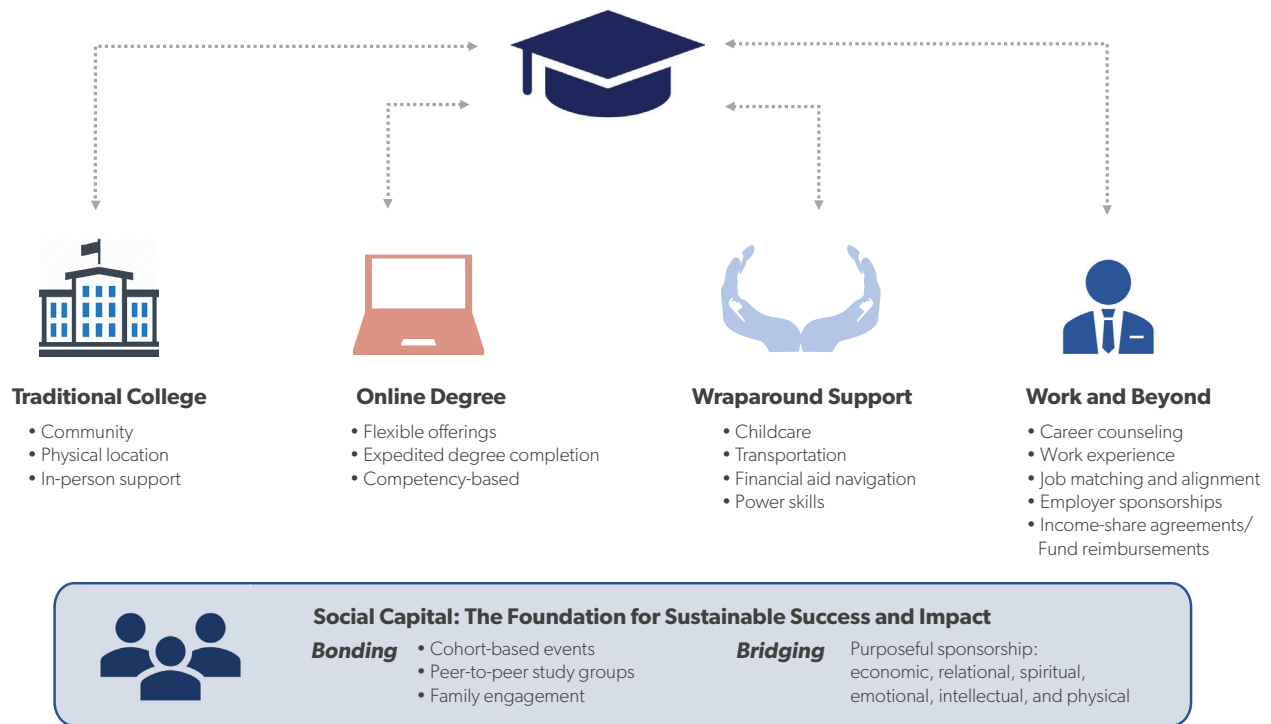 Traditional College
• Community
• Physical location
• In-person support
Online Degree
• Flexible offerings
• Expedited degree completion
• Competency-based
Wraparound Support
• Childcare
• Transportation
• Financial aid navigation
• Power skills
Work and Beyond
• Career counseling
• Work experience
• Job matching and alignment
• Employer sponsorships
• Income-share agreements/
Fund reimbursements
Social Capital: The Foundation for Sustainable Success and Impact
Bonding
• Cohort-based events
• Peer-to-peer study groups
• Family engagement
Bridging
Purposeful sponsorship:
economic, relational, spiritual,
emotional, intellectual, and physical